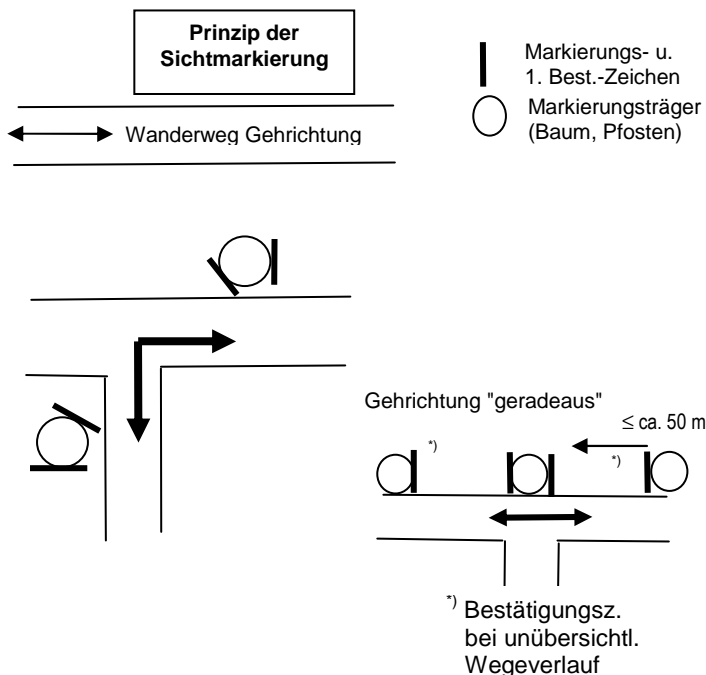 Prinzip der
Sichtmarkierung
Markierungs- u.
1. Best.-Zeichen
Markierungsträger
(Baum, Pfosten)
Wanderweg Gehrichtung
Gehrichtung "geradeaus"
≤ ca. 50 m
*)
*)
*) Bestätigungsz.
bei unübersichtl.
Wegeverlauf